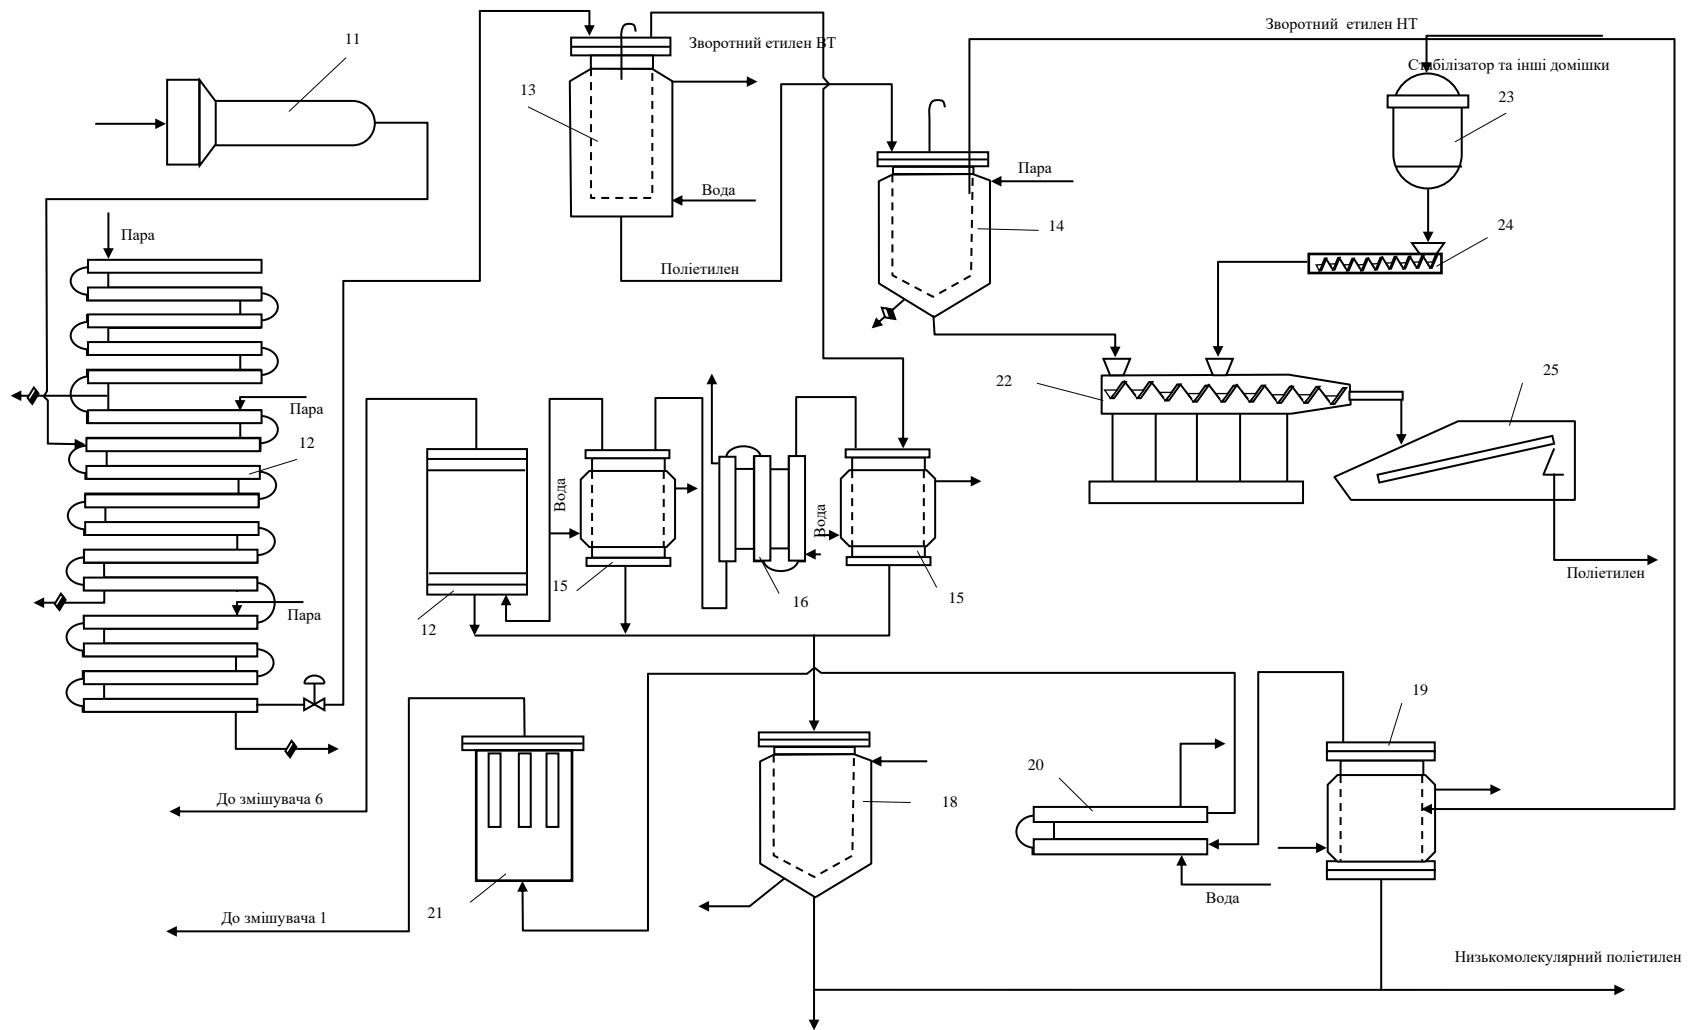 Зворотний етилен НТ
11
Зворотний етилен ВТ
Стабілізатор та інші домішки
13
23
Пара
Вода
14
24
Пара
Поліетилен
22
25
Пара
12
Вода
Вода
15
16
15
Поліетилен
Пара
12
19
20
До змішувача 6
18
Вода
21
До змішувача 1
Низькомолекулярний поліетилен